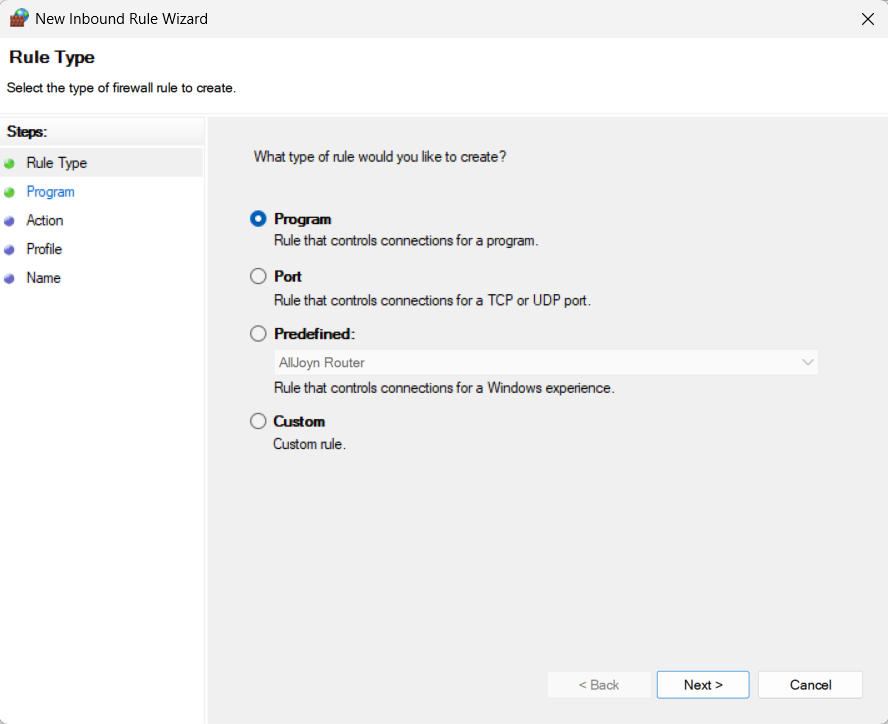 New Inbound Rule Wizard
Rule Type
Select the type of firewall rule to create.
Steps:
Rule Type
Program
Action
Profile
Name
What type of rule would you like to create?
Program
Rule that controls connections for a program.
Port
Rule that controls connections for a TCP or UDP port.
Predefined:
AllJoyn Router
Rule that controls connections for a Windows experience.
Custom
Custom rule.
< Back
Next >
Cancel